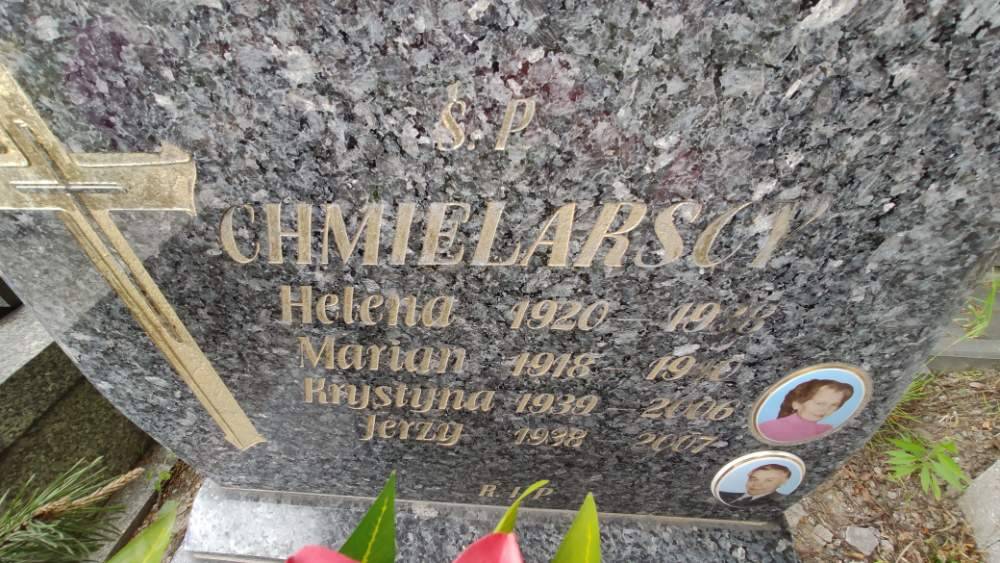 Ś. P
CHMIELARSCY
Helena 1920 —
Marian 1918 —
Krystyna 1939 — 2006
Jerzy 1938 — 2007
R I P